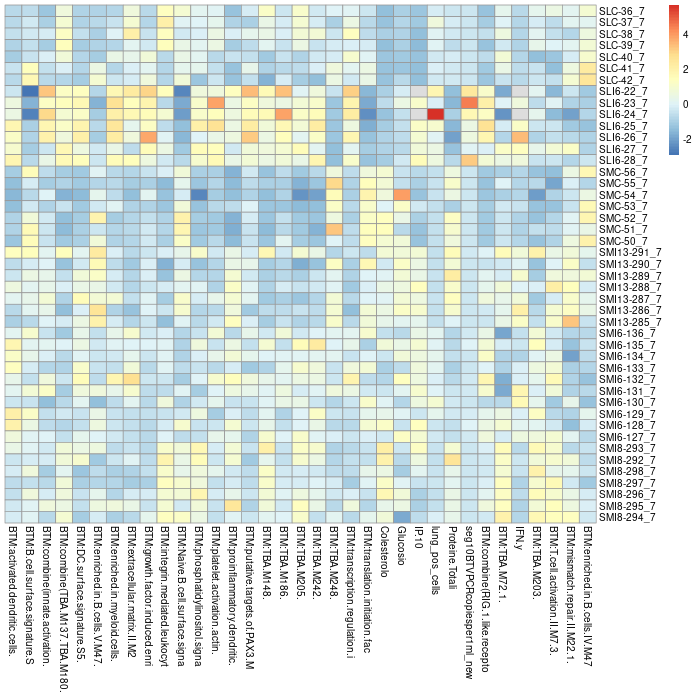 SLC-36_7
SLC-37_7
SLC-38_7
SLC-39_7
SLC-40_7
SLC-41_7
SLC-42_7
SLI6-22_7
SLI6-23_7
SLI6-24_7
SLI6-25_7
SLI6-26_7
SLI6-27_7
SLI6-28_7
SMC-56_7
SMC-55_7
SMC-54_7
SMC-53_7
SMC-52_7
SMC-51_7
SMC-50_7
SMI13-291_7
SMI13-290_7
SMI13-289_7
SMI13-288_7
SMI13-287_7
SMI13-286_7
SMI13-285_7
SMI6-136_7
SMI6-135_7
SMI6-134_7
SMI6-133_7
SMI6-132_7
SMI6-131_7
SMI6-130_7
SMI6-129_7
SMI6-128_7
SMI6-127_7
SMI8-293_7
SMI8-292_7
SMI8-298_7
SMI8-297_7
SMI8-296_7
SMI8-295_7
SMI8-294_7
4
2
0
-2
BTM:activated.dendritic.cells.
BTM:B.cell.surface.signature.S
BTM:combine(innate.activation.
BTM:combine(TBA.M137.TBA.M180.
BTM:DC.surface.signature.S5.
BTM:enriched.in.B.cells.V.M47.
BTM:enriched.in.myeloid.cells.
BTM:extracellular.matrix.II.M2
BTM:growth.factor.induced.enri
BTM:integrin.mediated.leukocyt
BTM:Naive.B.cell.surface.signa
BTM:phosphatidylinositol.signa
BTM:platelet.activation.actin.
BTM:proinflammatory.dendritic.
BTM:putative.targets.of.PAX3.M
BTM:TBA.M148.
BTM:TBA.M186.
BTM:TBA.M205.
BTM:TBA.M242.
BTM:TBA.M248.
BTM:transcription.regulation.i
BTM:translation.initiation.fac
Colesterolo
Glucosio
IP.10
lung_pos_cells
Proteine.Totali
seg10BTVPCRcopiesper1ml_new
BTM:combine(RIG.1.like.recepto
BTM:TBA.M72.1.
IFN.y
BTM:TBA.M203.
BTM:T.cell.activation.II.M7.3.
BTM:mismatch.repair.II.M22.1.
BTM:enriched.in.B.cells.IV.M47